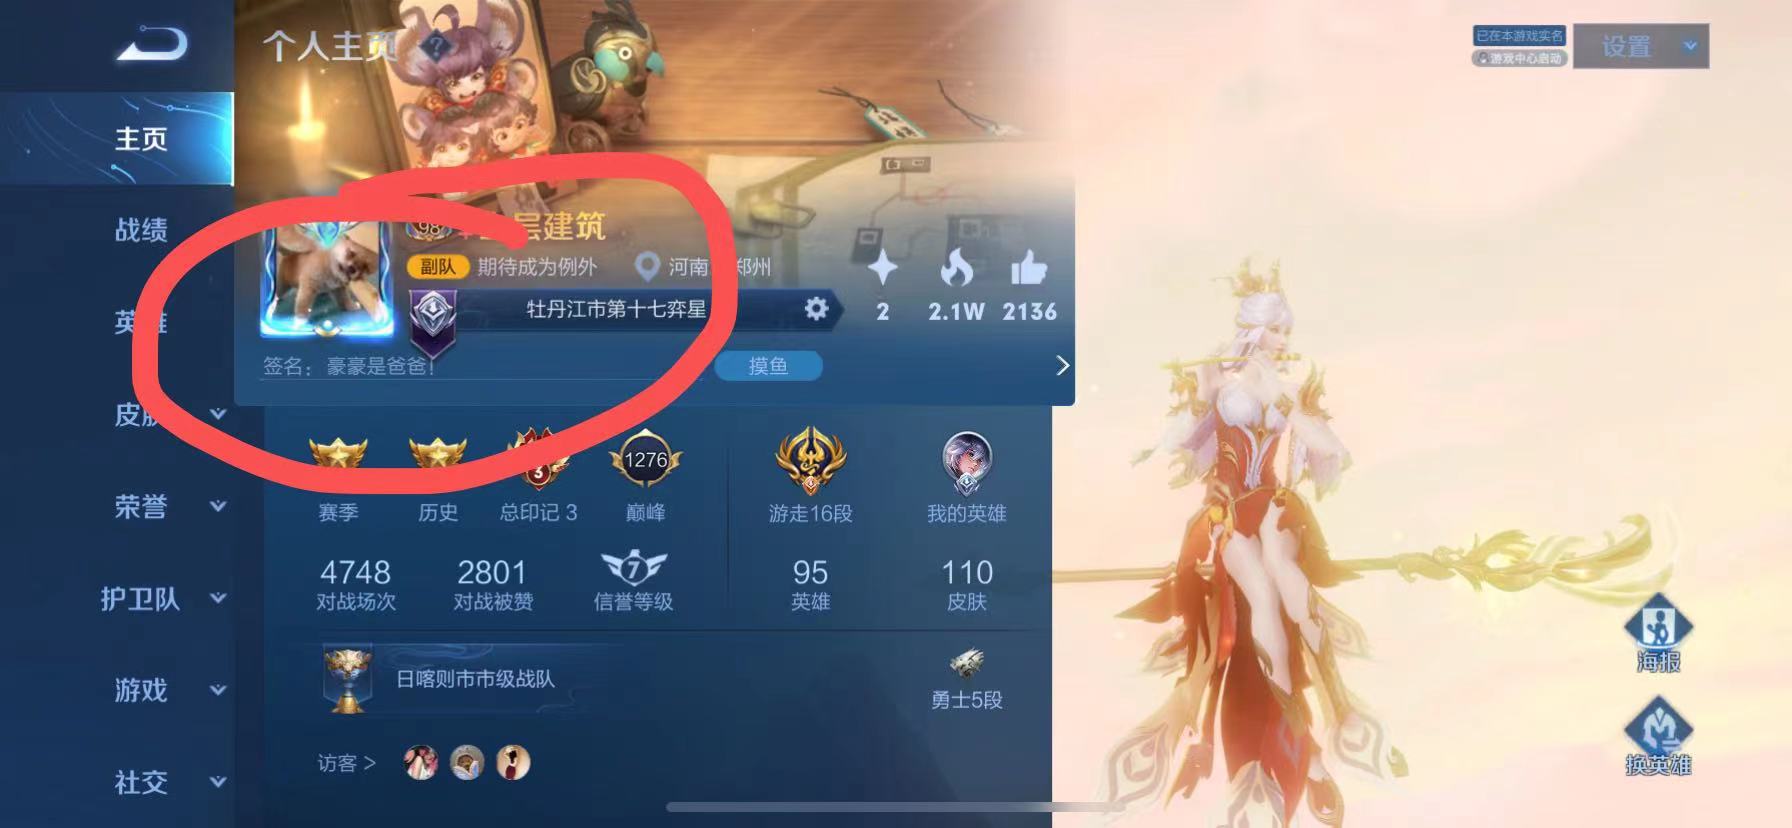 个人主页
?
已在本游戏实名
游戏中心启动
设置
主页
战绩
英雄
皮肤
荣誉
护卫队
游戏
社交
98 层建筑
副队 期待成为例外 河南 郑州
牡丹江市第十七弈星
签名：豪豪是爸爸！
摸鱼
2 2.1W 2136
3 1276
赛季 历史 总印记 3 巅峰 游走16段 我的英雄
4748 2801 7 95 110
对战场次 对战被赞 信誉等级 英雄 皮肤
日喀则市市级战队
勇士5段
访客 >
海报
换英雄